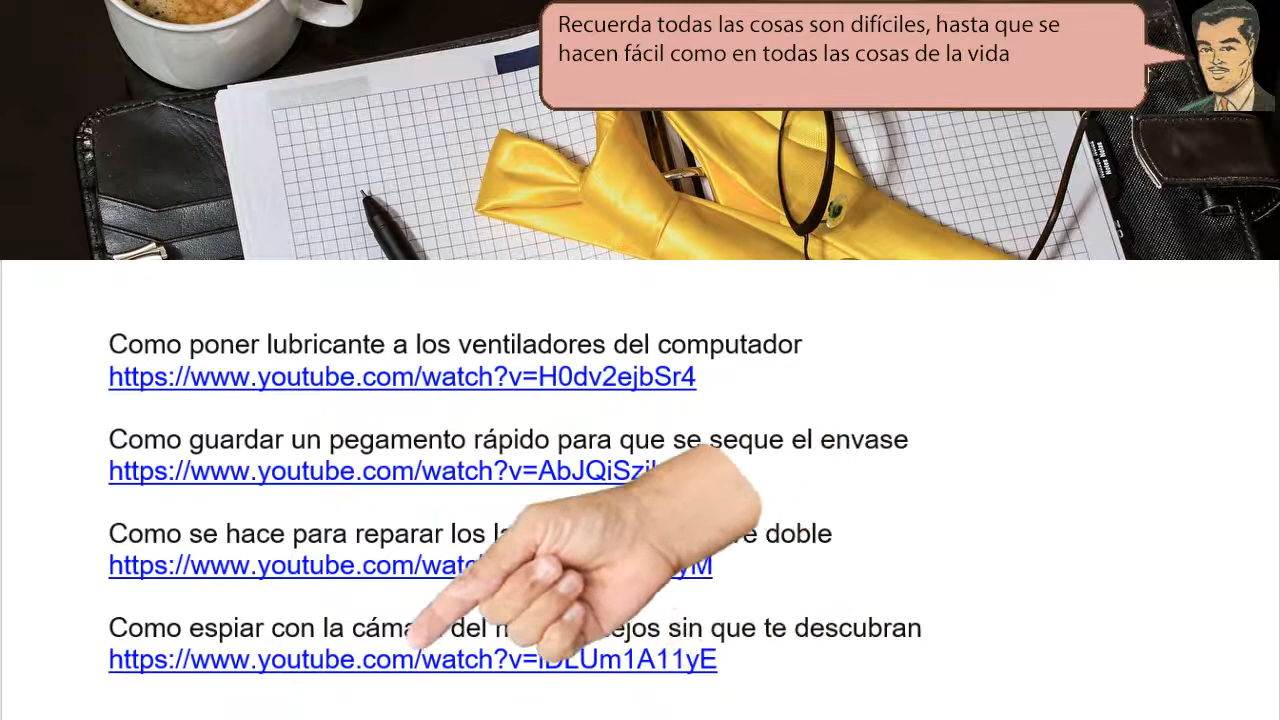 Recuerda todas las cosas son difíciles, hasta que se
hacen fácil como en todas las cosas de la vida
Como poner lubricante a los ventiladores del computador
https://www.youtube.com/watch?v=H0dv2ejbSr4
Como guardar un pegamento rápido para que se seque el envase
https://www.youtube.com/watch?v=AbJQiSzi
Como se hace para reparar los doble
https://www.youtube.com/wat yM
Como espiar con la del sin que te descubran
https://www.youtube.com/watch?v= Um1A11yE